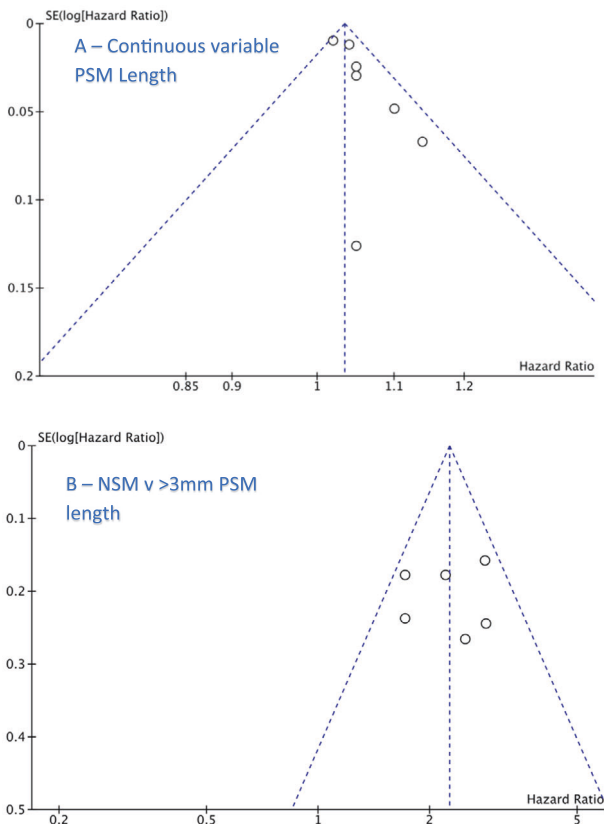 SE(log[Hazard Ratio])
0
A – Continuous variable
PSM Length
0.05
0.1
0.15
Hazard Ratio
0.2
0.85 0.9 1 1.1 1.2
SE(log[Hazard Ratio])
0
B – NSM v >3mm PSM
length
0.1
0.2
0.3
0.4
Hazard Ratio
0.5
0.2 0.5 1 2 5